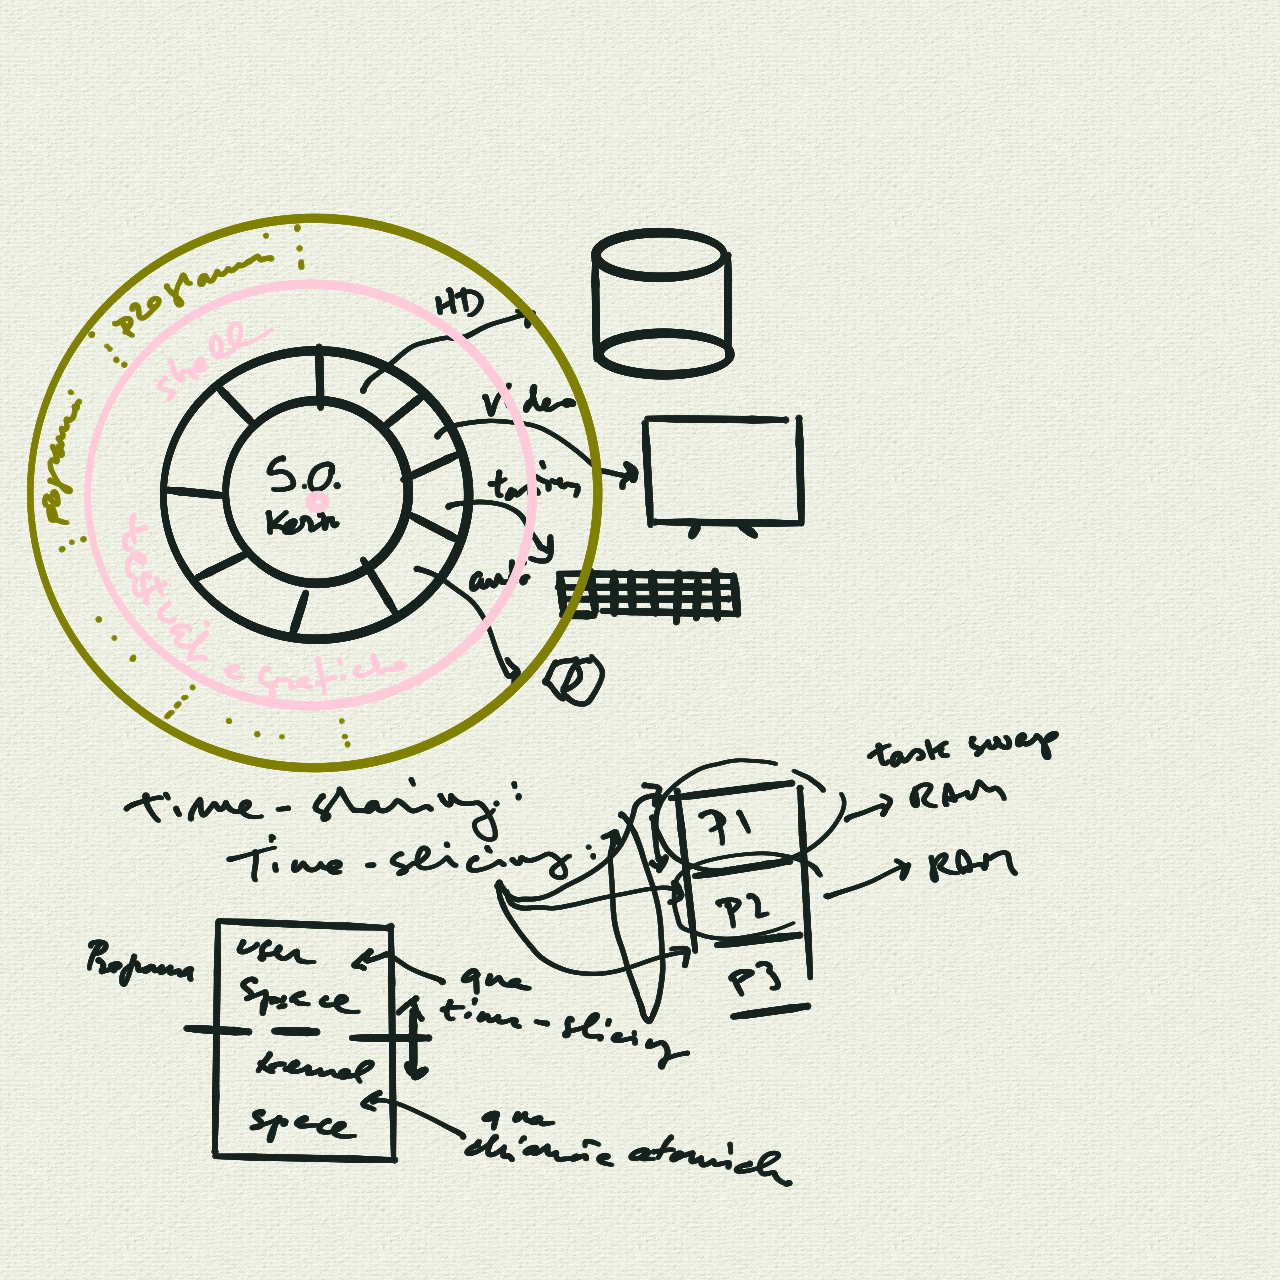 programmi
programmi
shell
testuali e grafiche
S.O.
Kern
HD
Video
audio
time-sharing:
Time-slicing:
task swap
P1
RAM
P2
RAM
P3
Programma
user
space
qua
time-slicing
kernel
space
qua
chiamate atomiche